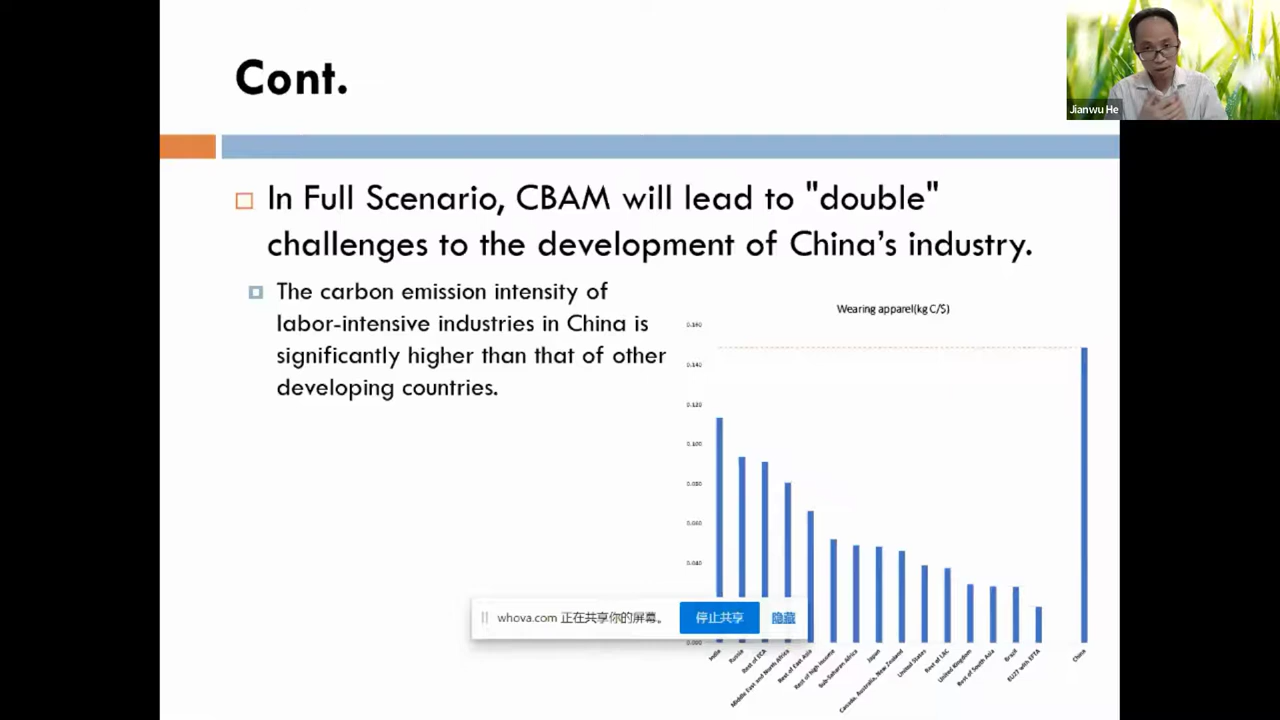 Cont.
Jianwu He
In Full Scenario, CBAM will lead to "double"
challenges to the development of China's industry.
The carbon emission intensity of
labor-intensive industries in China is
significantly higher than that of other
developing countries.
Wearing apparel(kg C/$)
0.160
0.140
0.120
0.100
0.080
0.060
0.040
0.000
whova.com 正在共享你的屏幕。
停止共享
隐藏
India
Russia
Rest of ECA
Middle East and North Africa
Rest of East Asia
Rest of high Income
Sub-Saharan Africa
Japan
Canada, Australia, New Zealand
United States
Rest of LAC
United Kingdom
Rest of South Asia
Brazil
EU27 with EFTA
China